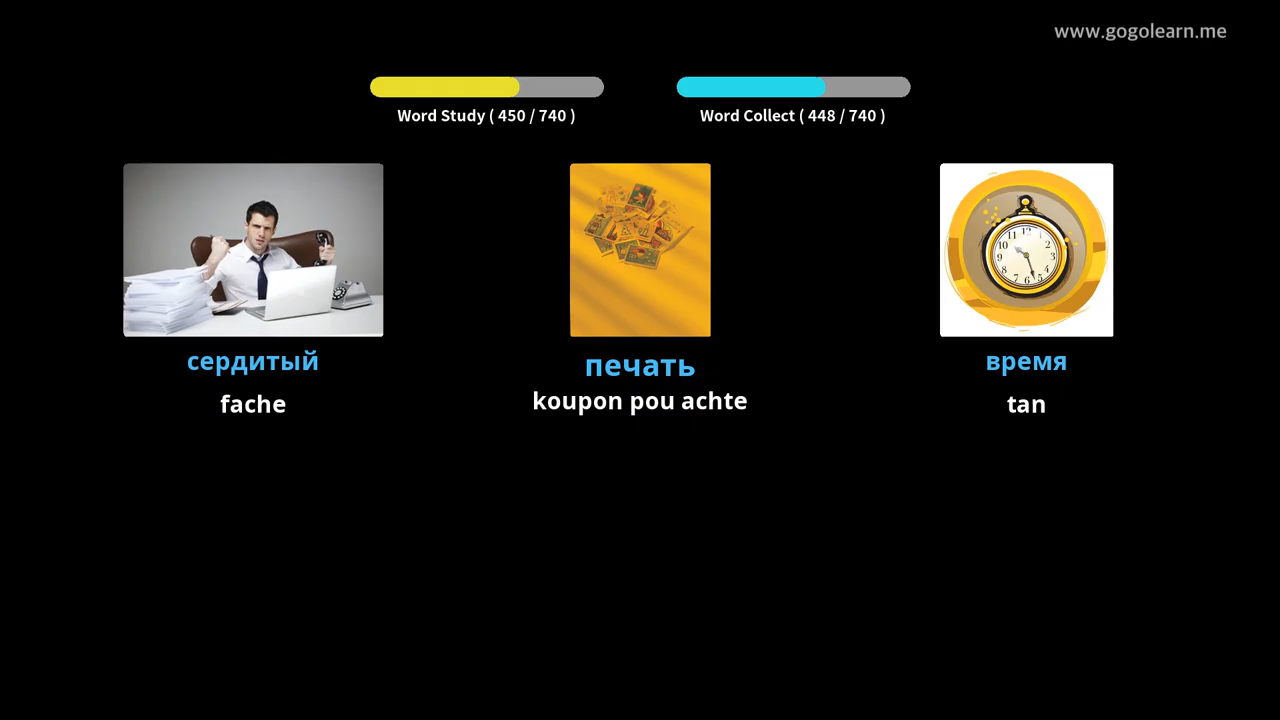 www.gogolearn.me
Word Study ( 450 / 740 )
Word Collect ( 448 / 740 )
сердитый
fache
печать
koupon pou achte
время
tan